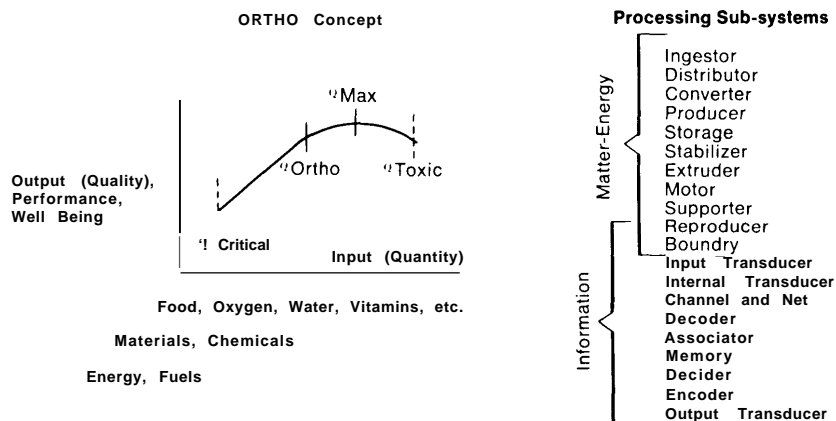 ORTHO Concept
Max
Ortho
Toxic
Output (Quality),
Performance,
Well Being
Critical
Input (Quantity)
Food, Oxygen, Water, Vitamins, etc.
Materials, Chemicals
Energy, Fuels
Processing Sub-systems
Matter-Energy
Ingestor
Distributor
Converter
Producer
Storage
Stabilizer
Extruder
Motor
Supporter
Reproducer
Boundry
Information
Input Transducer
Internal Transducer
Channel and Net
Decoder
Associator
Memory
Decider
Encoder
Output Transducer